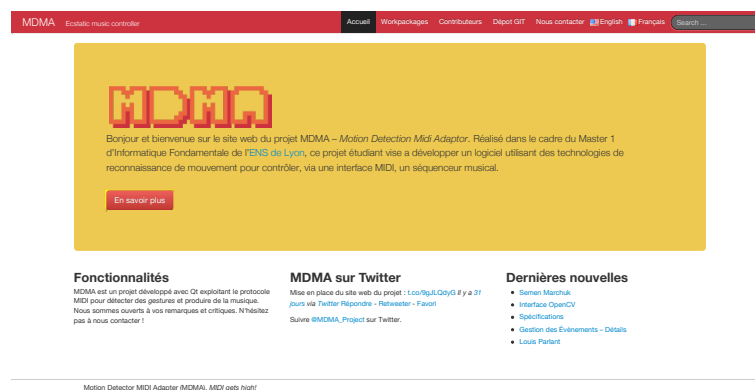 MDMA Ecstatic music controller Accueil Workpackages Contributeurs Dépot GIT Nous contacter English Français Search ...
MDMA
Bonjour et bienvenue sur le site web du projet MDMA – Motion Detection Midi Adaptor. Réalisé dans le cadre du Master 1
d'Informatique Fondamentale de l'ENS de Lyon, ce projet étudiant vise a développer un logiciel utilisant des technologies de
reconnaissance de mouvement pour contrôler, via une interface MIDI, un séquenceur musical.
En savoir plus
Fonctionnalités
MDMA est un projet développé avec Qt exploitant le protocole
MIDI pour détecter des gestures et produire de la musique.
Nous sommes ouverts à vos remarques et critiques. N'hésitez
pas à nous contacter !
MDMA sur Twitter
Mise en place du site web du projet : t.co/9gJLQdyG Il y a 31
jours via Twitter Répondre - Retweeter - Favori
Suivre @MDMA_Project sur Twitter.
Dernières nouvelles
Semen Marchuk
Interface OpenCV
Spécifications
Gestion des Évènements – Détails
Louis Parlant
Motion Detector MIDI Adapter (MDMA). MIDI gets high!